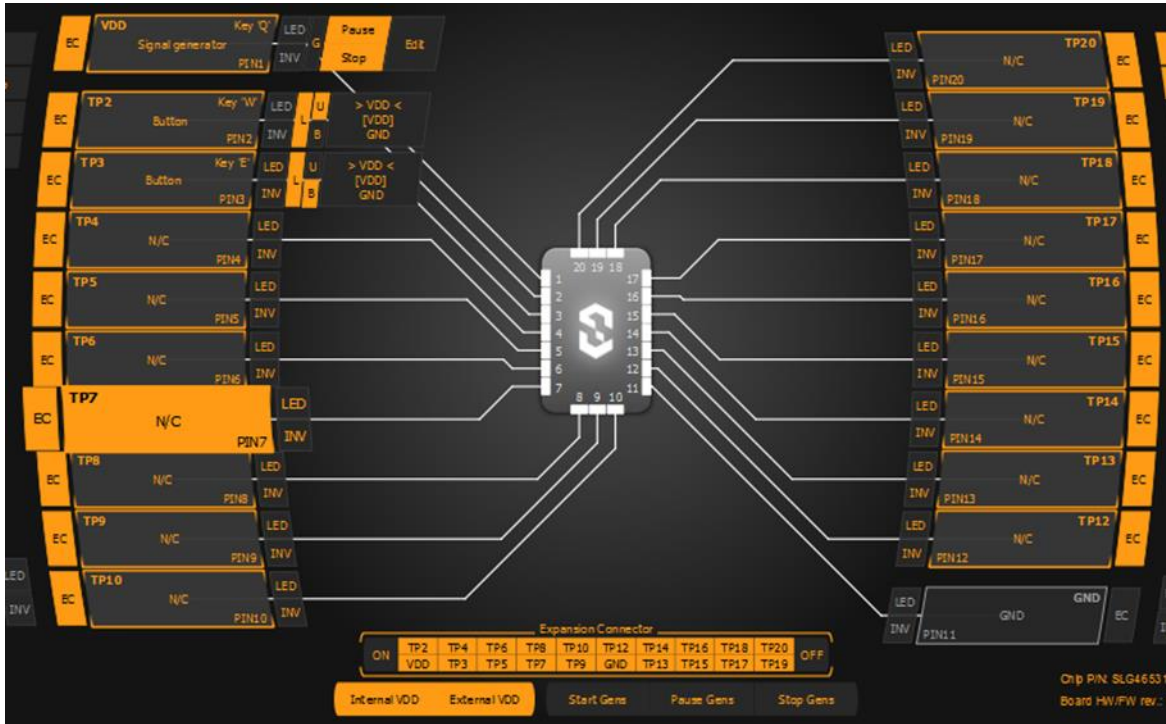 EC
VDD
Key 'Q'
Signal generator
PIN1
LED
INV
G
Pause
Stop
Edit
EC
TP2
Key 'W'
Button
PIN2
LED
INV
L
U
B
> VDD <
[VDD]
GND
EC
TP3
Key 'E'
Button
PIN3
LED
INV
L
U
B
> VDD <
[VDD]
GND
EC
TP4
N/C
PIN4
LED
INV
EC
TP5
N/C
PIN5
LED
INV
EC
TP6
N/C
PIN6
LED
INV
EC
TP7
N/C
PIN7
LED
INV
EC
TP8
N/C
PIN8
LED
INV
EC
TP9
N/C
PIN9
LED
INV
EC
TP10
N/C
PIN10
LED
INV
LED
INV
20 19 18
1
2
3
4
5
6
7
17
16
15
14
13
12
11
8 9 10
LED
INV
TP20
N/C
PIN20
EC
LED
INV
TP19
N/C
PIN19
EC
LED
INV
TP18
N/C
PIN18
EC
LED
INV
TP17
N/C
PIN17
EC
LED
INV
TP16
N/C
PIN16
EC
LED
INV
TP15
N/C
PIN15
EC
LED
INV
TP14
N/C
PIN14
EC
LED
INV
TP13
N/C
PIN13
EC
LED
INV
TP12
N/C
PIN12
EC
LED
INV
GND
GND
PIN11
EC
Expansion Connector
ON
TP2 TP4 TP6 TP8 TP10 TP12 TP14 TP16 TP18 TP20
VDD TP3 TP5 TP7 TP9 GND TP13 TP15 TP17 TP19
OFF
Internal VDD External VDD Start Gens Pause Gens Stop Gens
Chip P/N: SLG46531
Board HW/FW rev.: